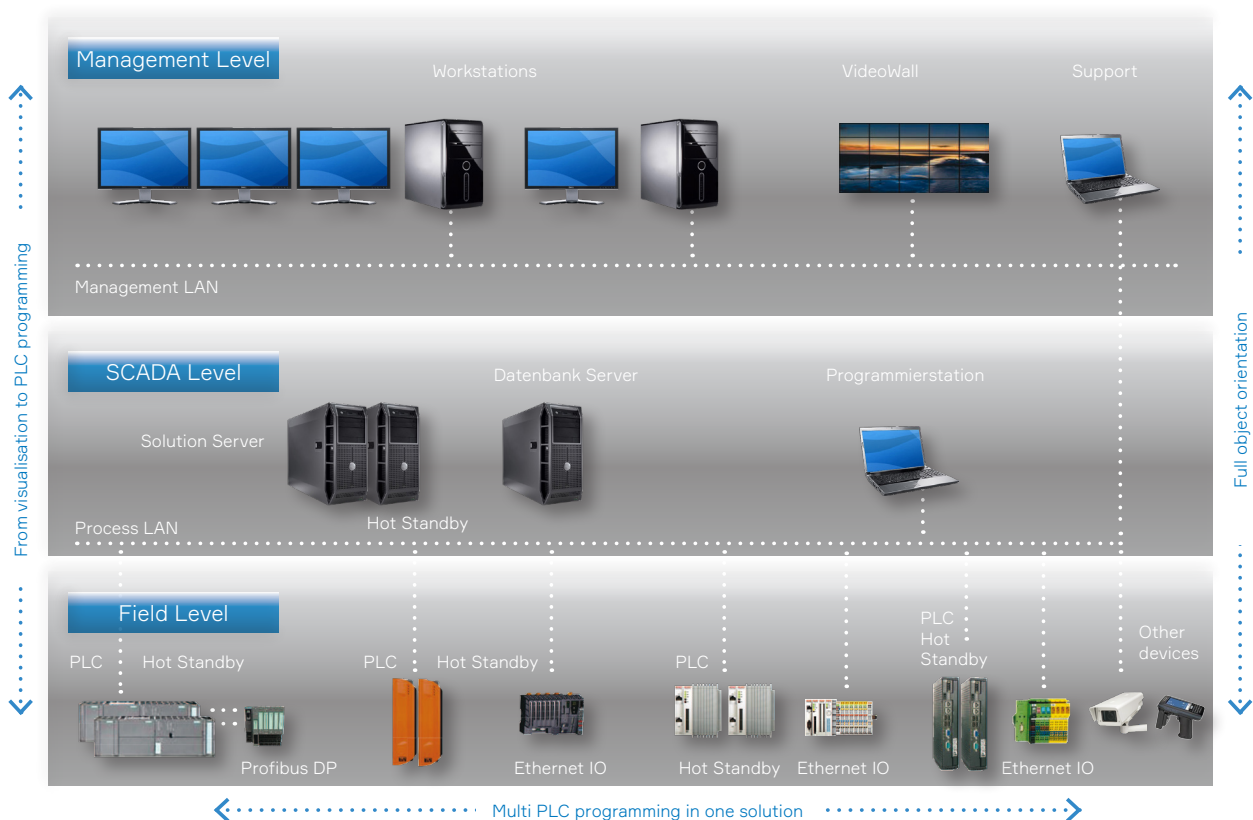 Management Level
Workstations
VideoWall
Support
Management LAN
From visualisation to PLC programming
Full object orientation
SCADA Level
Datenbank Server
Programmierstation
Solution Server
Hot Standby
Process LAN
Field Level
PLC
Hot Standby
PLC
Hot Standby
PLC
PLC
Hot
Standby
Other
devices
Profibus DP
Ethernet IO
Hot Standby
Ethernet IO
Ethernet IO
Multi PLC programming in one solution